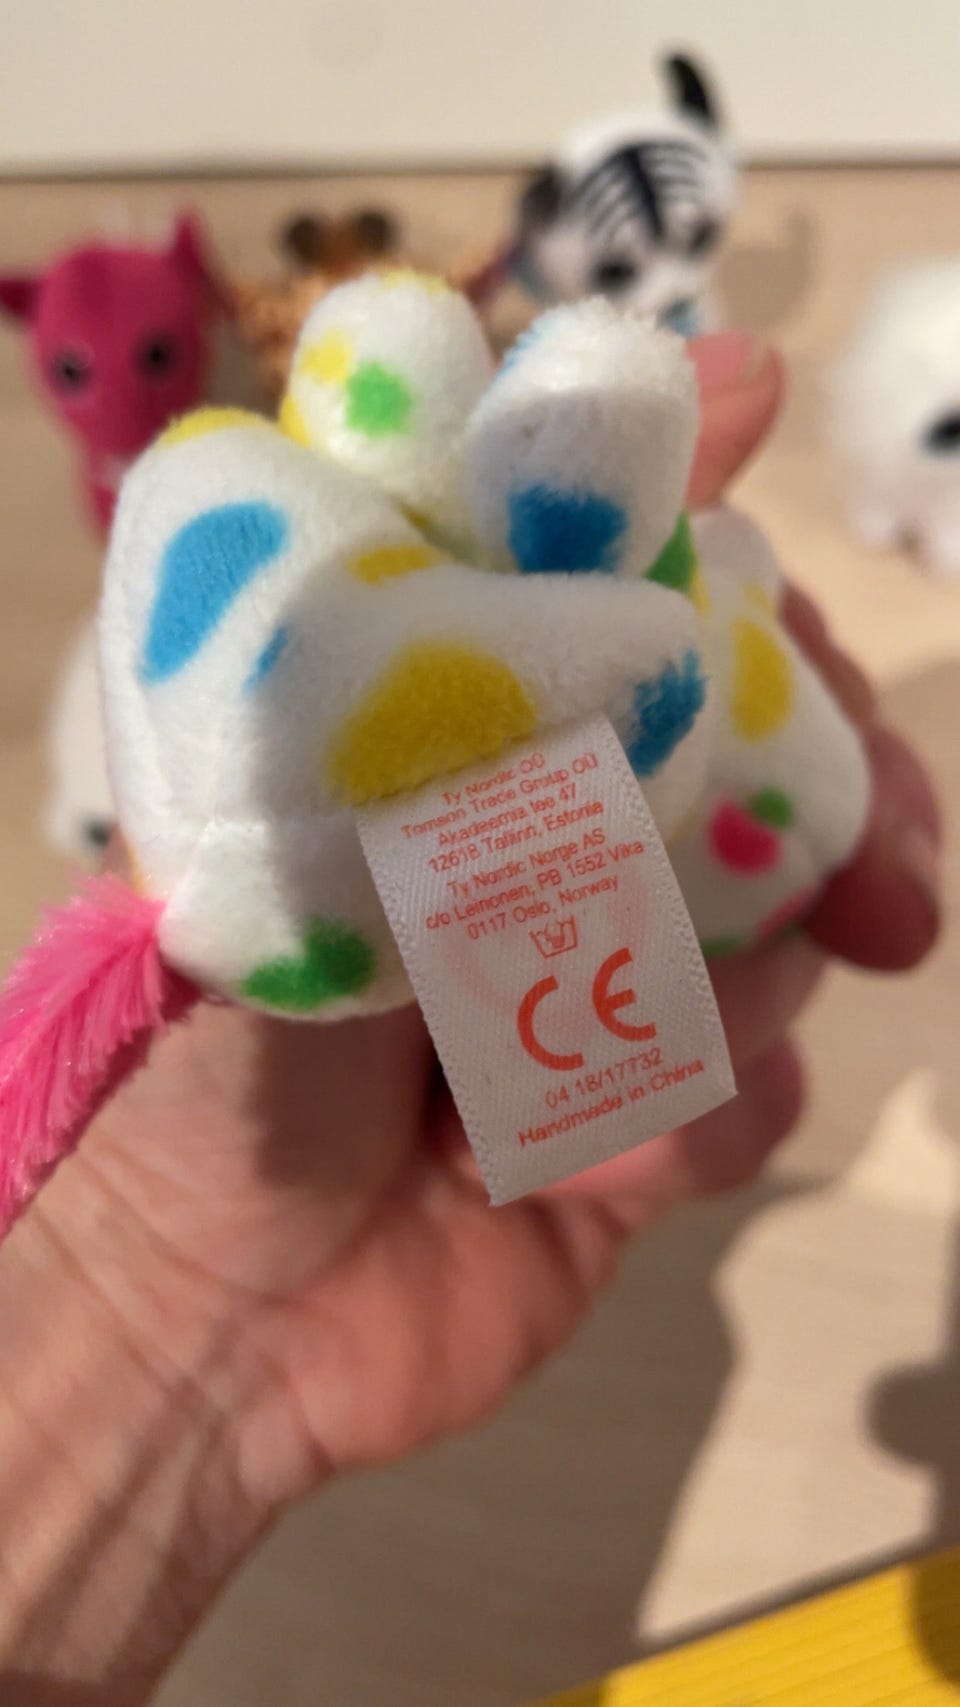 Ty Nordic OÜ
Tomson Trade Group OÜ
Akadeemia tee 47
12618 Tallinn, Estonia
Ty Nordic Norge AS
c/o Leinonen, PB 1552 Vika
0117 Oslo, Norway
CE
04 18/17732
Handmade in China